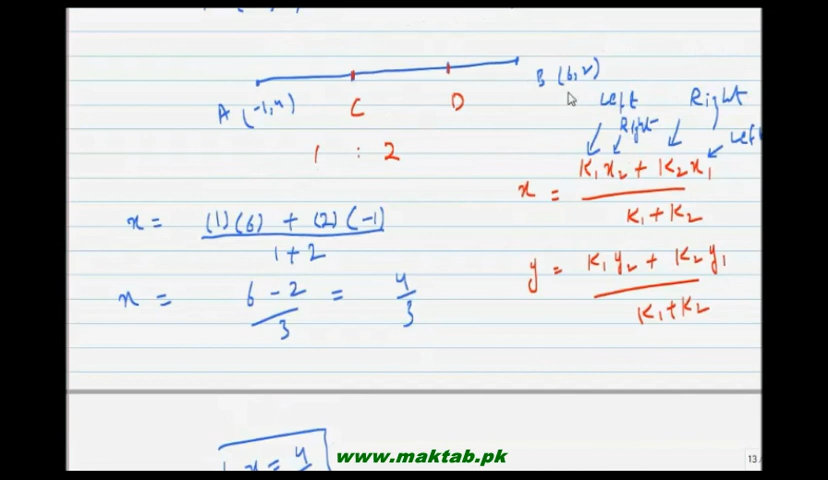 A (-1,4) C D B (6,2)
Left Right
Right Left
1 : 2
x = K₁x₂ + K₂x₁ / K₁ + K₂
x = (1)(6) + (2)(-1) / 1 + 2
y = K₁y₂ + K₂y₁ / K₁+K₂
x = 6 - 2 / 3 = 4 / 3
x = 4
www.maktab.pk
13